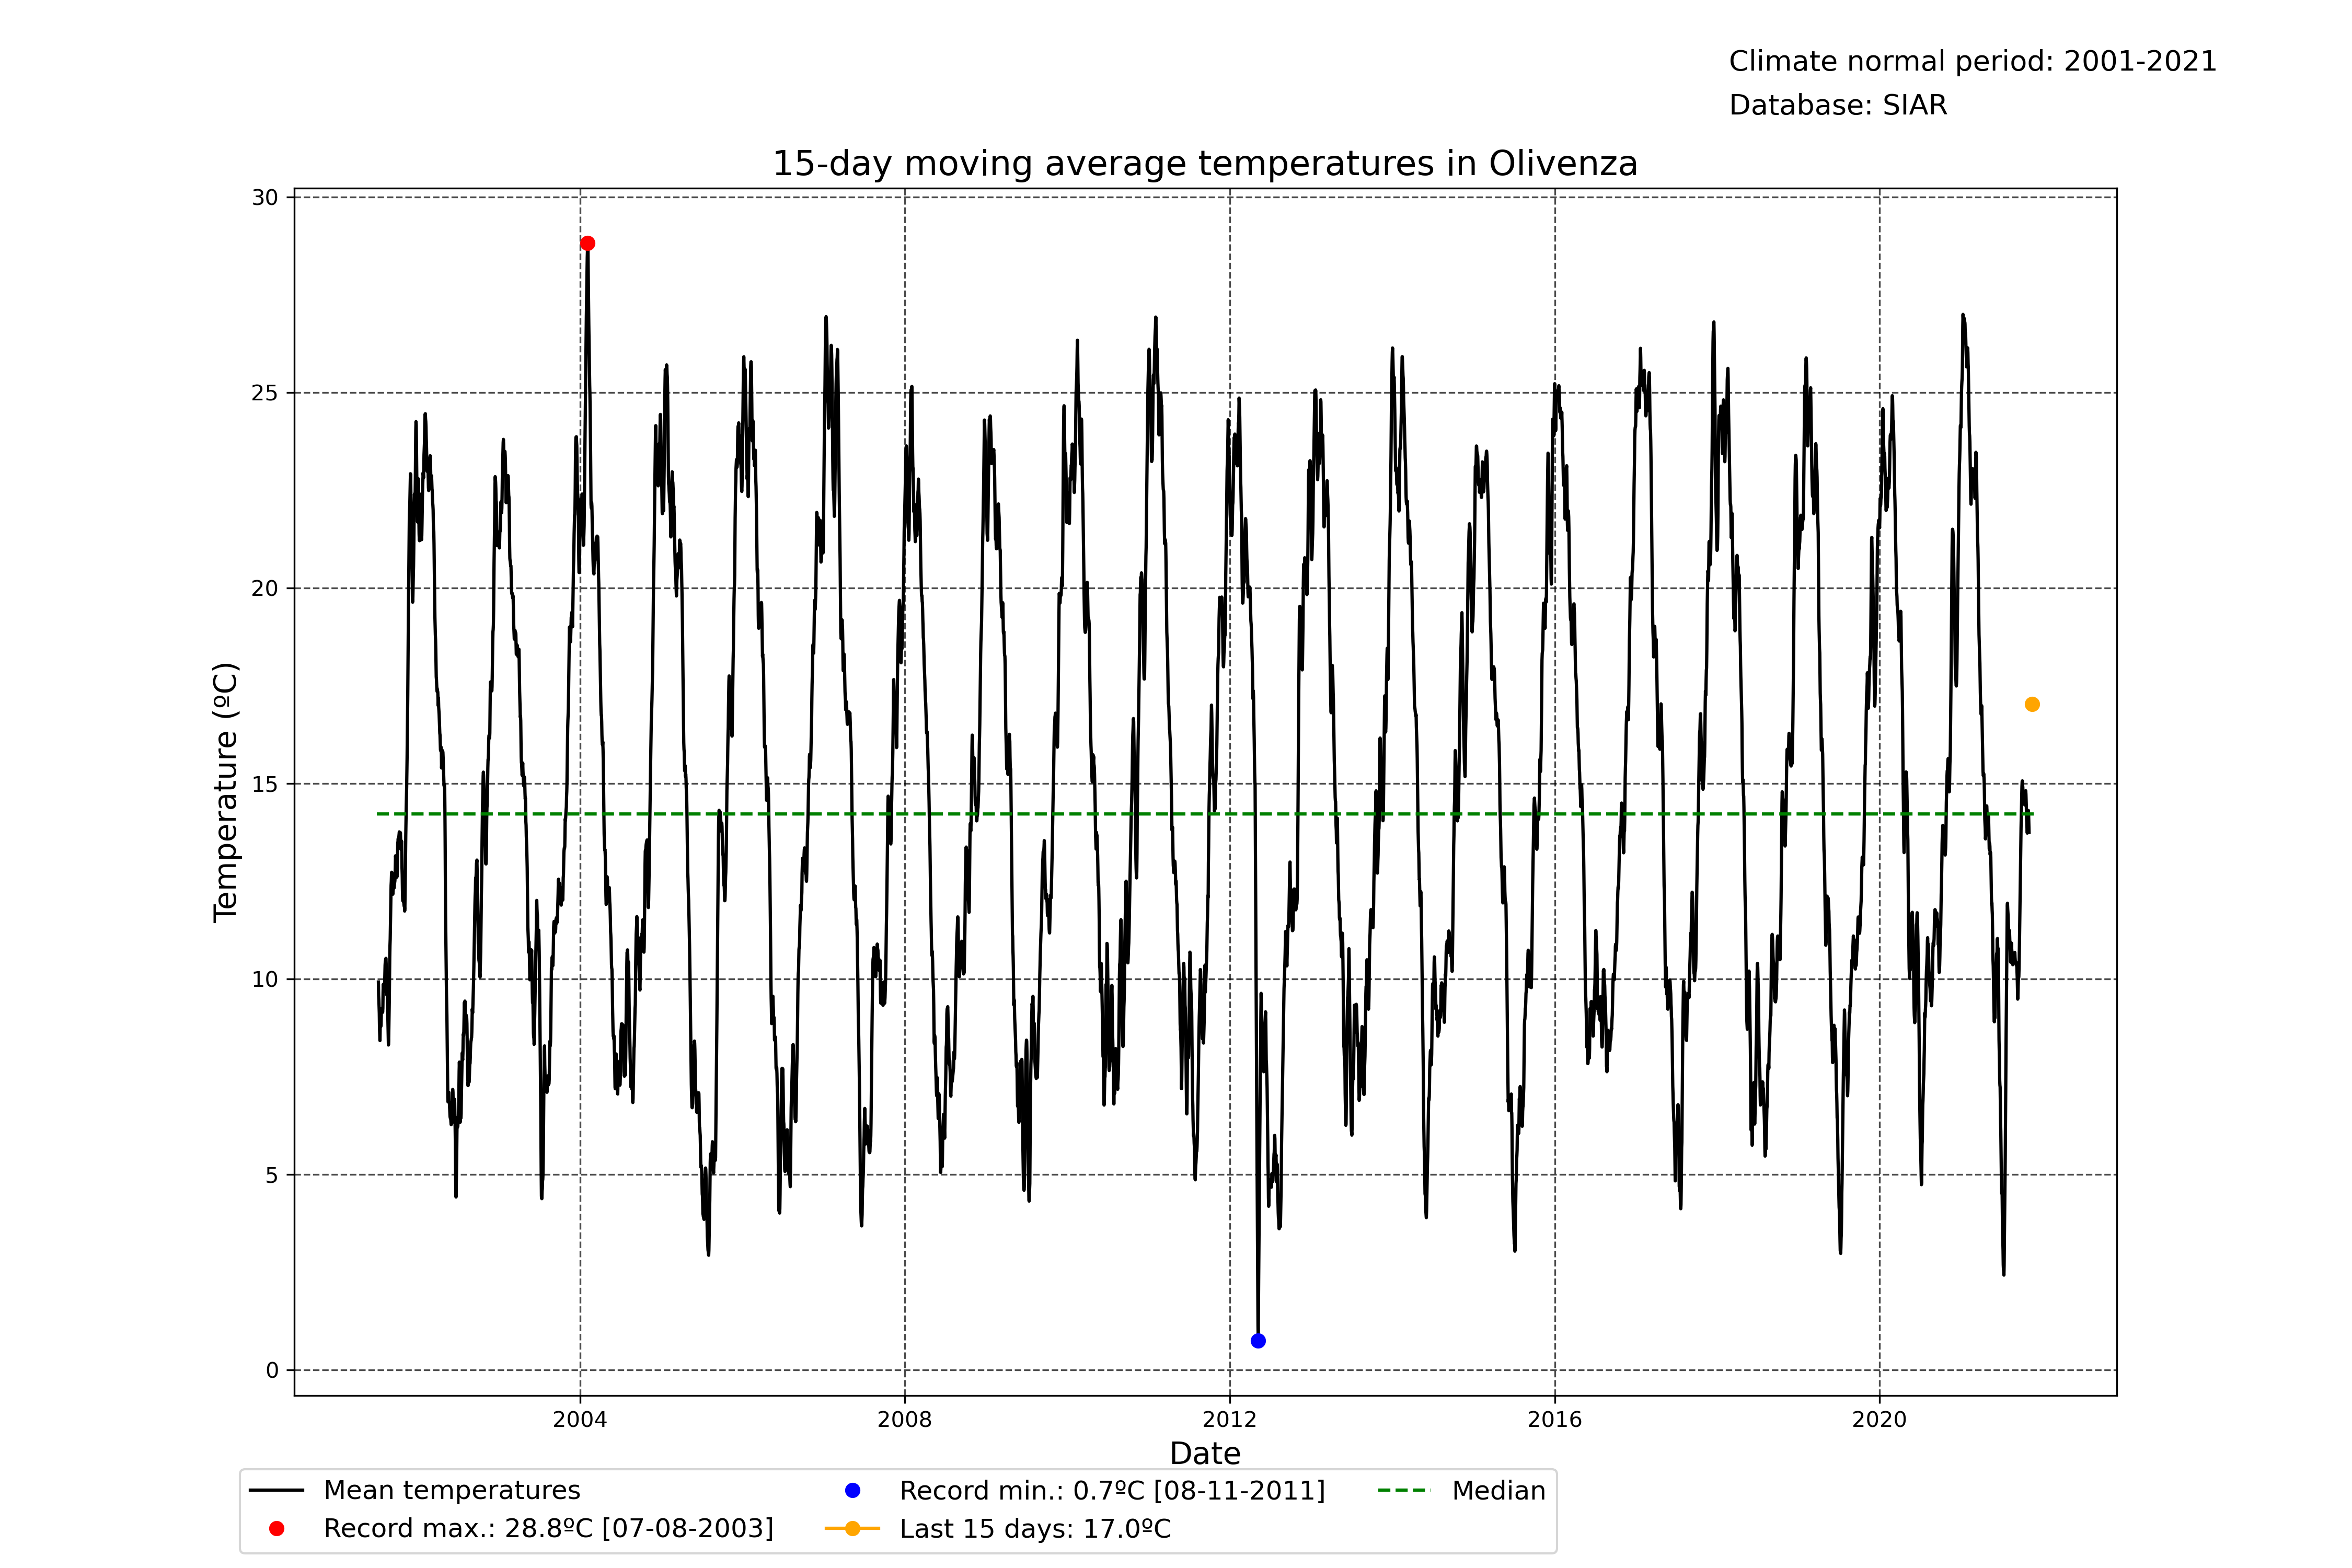 Climate normal period: 2001-2021
Database: SIAR
15-day moving average temperatures in Olivenza
30
25
20
15
10
5
0
Temperature (ºC)
2004 2008 2012 2016 2020
Date
Mean temperatures
Record max.: 28.8ºC [07-08-2003]
Record min.: 0.7ºC [08-11-2011]
Last 15 days: 17.0ºC
Median